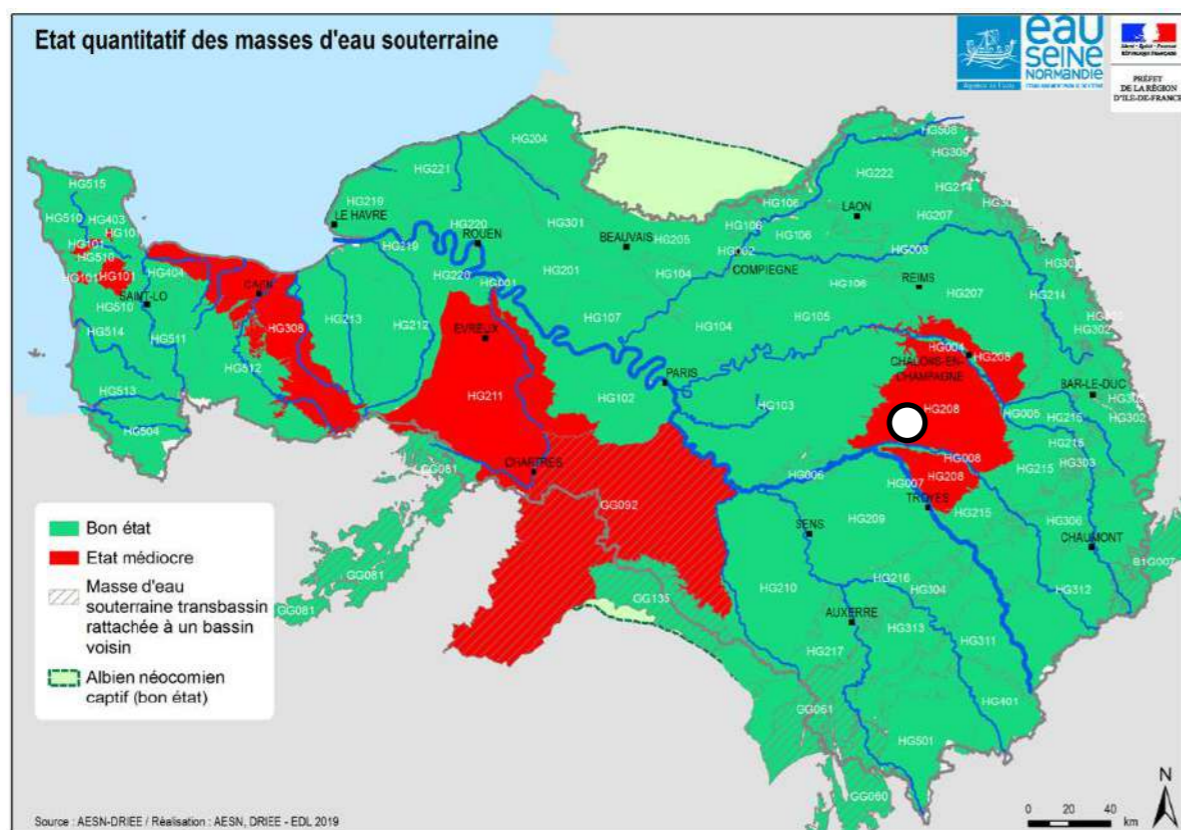 Etat quantitatif des masses d'eau souterraine
eau
SEINE
NORMANDIE
PRÉFET
DE LA RÉGION
D'ILE-DE-FRANCE
HG204
HG508
HG309
HG221
HG222
HG515
HG214
HG219
LE HAVRE
HG106
LAON
HG510
HG403
HG220
ROUEN
HG301
BEAUVAIS
HG205
HG106
HG207
HG101
HG219
HG106
HG510
HG404
HG102
COMPIEGNE
HG003
HG101
HG101
CAEN
HG220
HG201
HG104
REIMS
SAINT-LO
HG510
HG001
HG106
HG207
HG214
HG308
HG213
HG212
HG107
HG104
HG105
HG302
HG514
HG511
EVREUX
HG004
HG208
CHALONS-EN-
CHAMPAGNE
HG512
PARIS
BAR-LE-DUC
HG513
HG211
HG102
HG103
HG208
HG005
HG216
HG302
HG504
HG215
GG081
CHARTRES
HG006
HG008
HG215
HG303
HG208
HG007
TROYES
GG092
HG215
SENS
HG209
HG306
CHAUMONT
GG081
B1G007
GG081
GG135
HG210
HG216
HG304
HG312
AUXERRE
HG313
HG311
HG217
GG061
HG401
HG501
GG060
Bon état
Etat médiocre
Masse d'eau
souterraine transbassin
rattachée à un bassin
voisin
Albien néocomien
captif (bon état)
N
0 20 40
km
Source : AESN-DRIEE / Réalisation : AESN, DRIEE - EDL 2019